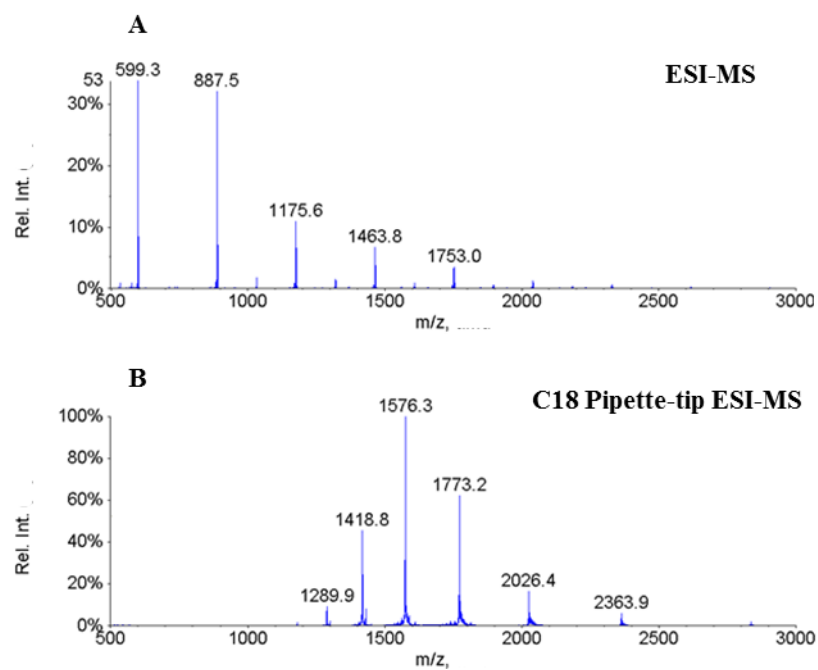 A
ESI-MS
53
599.3
887.5
1175.6
1463.8
1753.0
30%
20%
10%
0%
Rel. Int.
500 1000 1500 2000 2500 3000
m/z,
B
C18 Pipette-tip ESI-MS
100%
80%
60%
40%
20%
0%
Rel. Int.
1576.3
1773.2
1418.8
1289.9
2026.4
2363.9
500 1000 1500 2000 2500 3000
m/z,